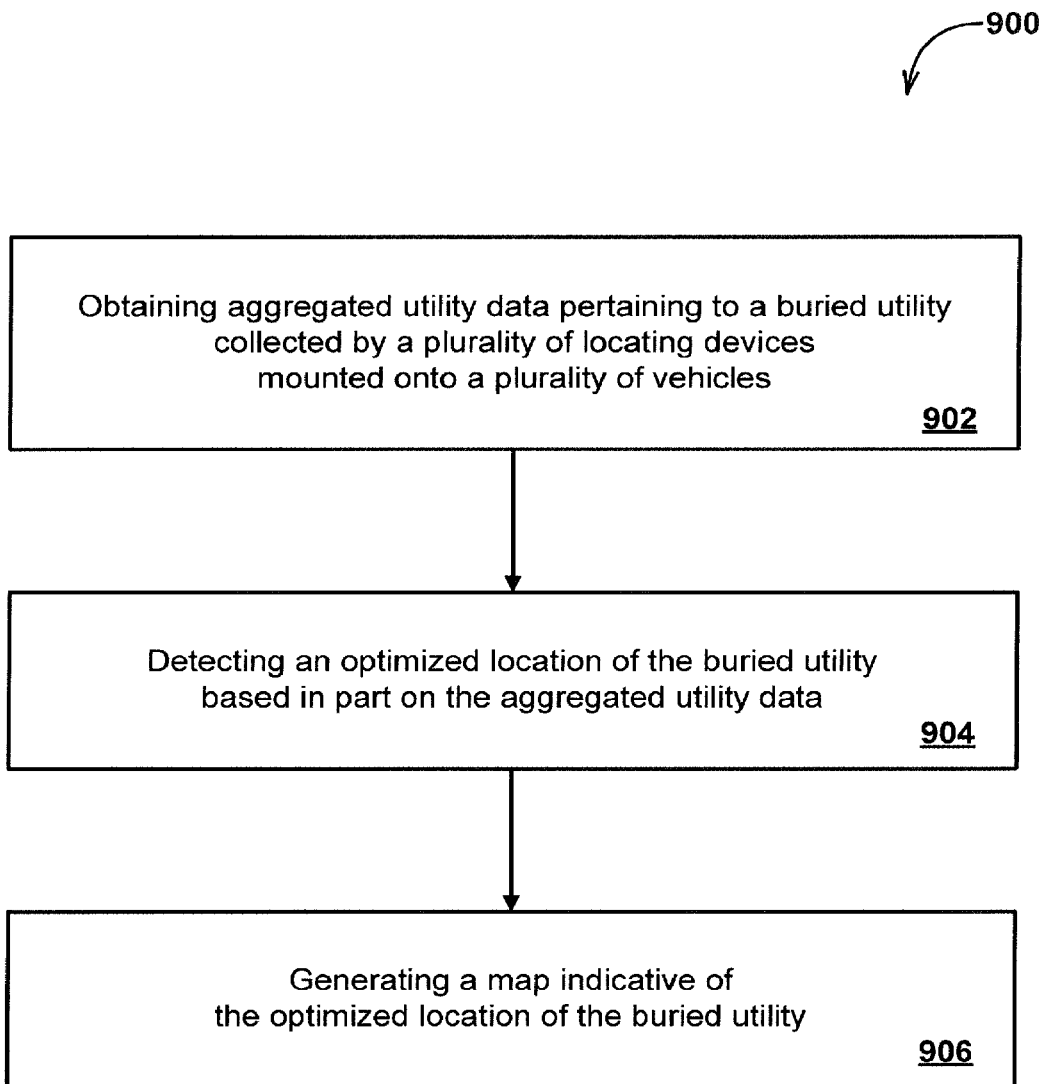 900
Obtaining aggregated utility data pertaining to a buried utility
collected by a plurality of locating devices
mounted onto a plurality of vehicles
902
Detecting an optimized location of the buried utility
based in part on the aggregated utility data
904
Generating a map indicative of
the optimized location of the buried utility
906